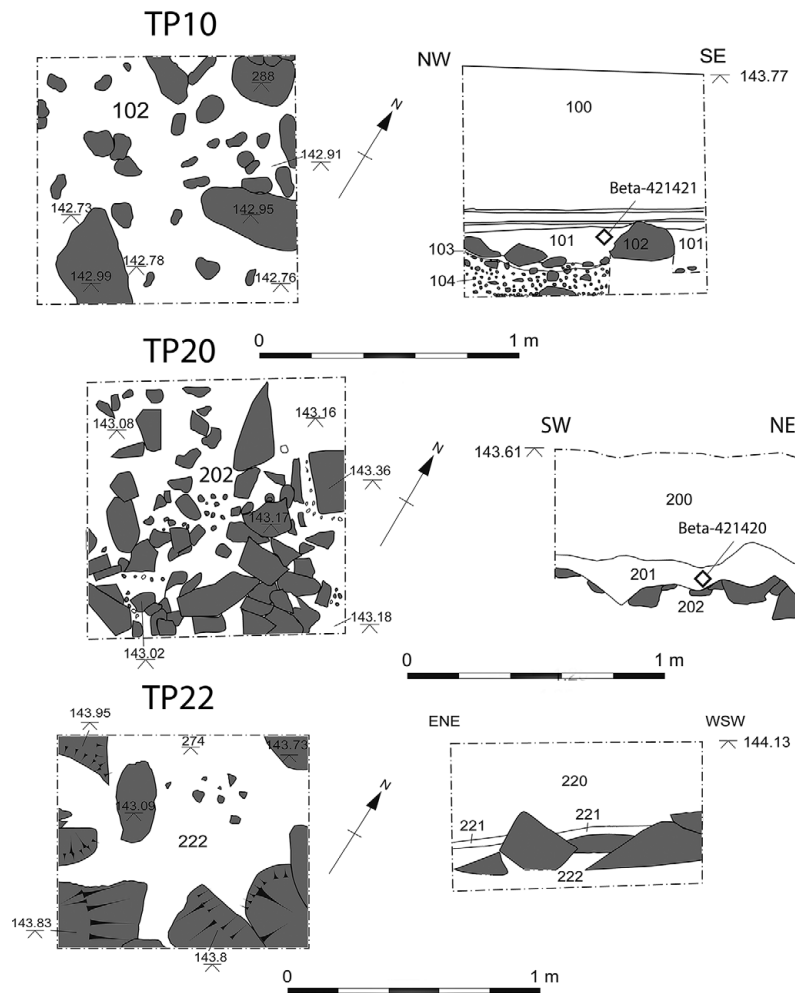 TP10
288
102
142.91
142.73
142.95
142.78
142.99
142.76
N
NW
SE
143.77
100
Beta-421421
101
102
101
103
104
0
1 m
TP20
143.08
143.16
202
143.36
143.17
143.18
143.02
N
SW
NE
143.61
200
Beta-421420
201
202
0
1 m
TP22
143.95
274
143.73
143.09
222
143.83
143.8
N
ENE
WSW
144.13
220
221
221
222
0
1 m